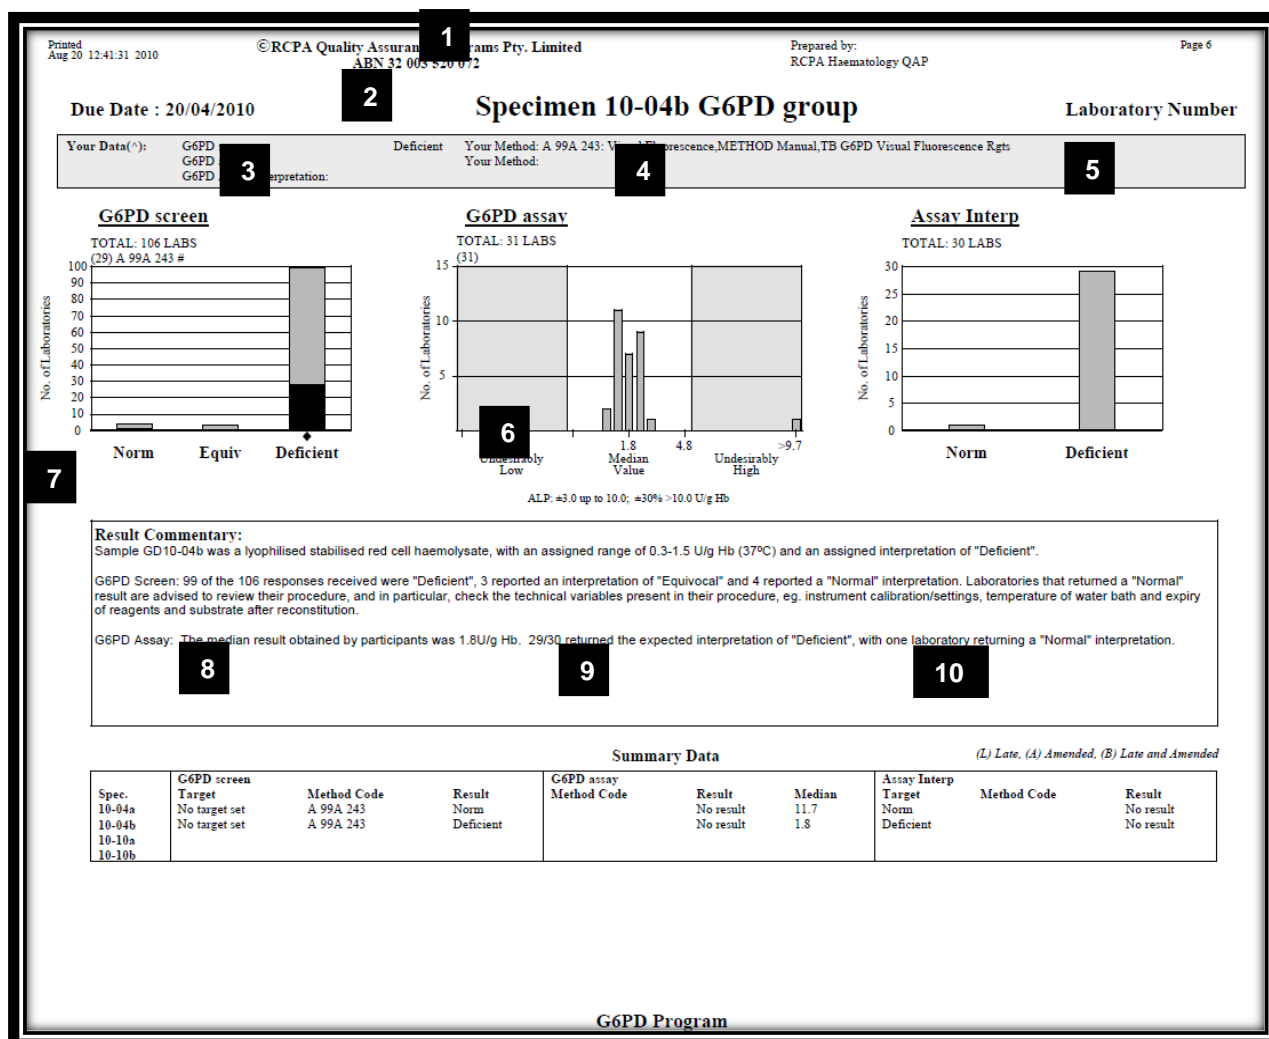 Printed
Aug 20 12:41:31 2010
©RCPA Quality Pty. Limited
ABN 32 003 520 072
Prepared by:
RCPA Haematology QAP
Page 6
1
2
Due Date : 20/04/2010
Specimen 10-04b G6PD group
Laboratory Number
Your Data(^):
G6PD
Deficient
Your Method: A 99A 243: METHOD Manual,TB G6PD Visual Fluorescence Rgts
G6PD
Your Method:
G6PD
3
4
5
G6PD screen
TOTAL: 106 LABS
(29) A 99A 243 #
100
90
80
70
60
50
40
30
20
10
0
No. of Laboratories
Norm Equiv Deficient
G6PD assay
TOTAL: 31 LABS
(31)
15
10
5
No. of Laboratories
6
1.8 4.8 >9.7
Low
Median
Value
Undesirably
High
ALP: ±3.0 up to 10.0; ±30% >10.0 U/g Hb
Assay Interp
TOTAL: 30 LABS
30
25
20
15
10
5
0
No. of Laboratories
Norm Deficient
7
Result Commentary:
Sample GD10-04b was a lyophilised stabilised red cell haemolysate, with an assigned range of 0.3-1.5 U/g Hb (37ºC) and an assigned interpretation of "Deficient".
G6PD Screen: 99 of the 106 responses received were "Deficient", 3 reported an interpretation of "Equivocal" and 4 reported a "Normal" interpretation. Laboratories that returned a "Normal"
result are advised to review their procedure, and in particular, check the technical variables present in their procedure, eg. instrument calibration/settings, temperature of water bath and expiry
of reagents and substrate after reconstitution.
G6PD Assay: The median result obtained by participants was 1.8U/g Hb. 29/30 returned the expected interpretation of "Deficient", with one laboratory returning a "Normal" interpretation.
8
9
10
Summary Data
(L) Late, (A) Amended, (B) Late and Amended
G6PD screen G6PD assay Assay Interp
Spec. Target Method Code Result Method Code Result Median Target Method Code Result
10-04a No target set A 99A 243 Norm No result 11.7 Norm No result
10-04b No target set A 99A 243 Deficient No result 1.8 Deficient No result
10-10a
10-10b
G6PD Program